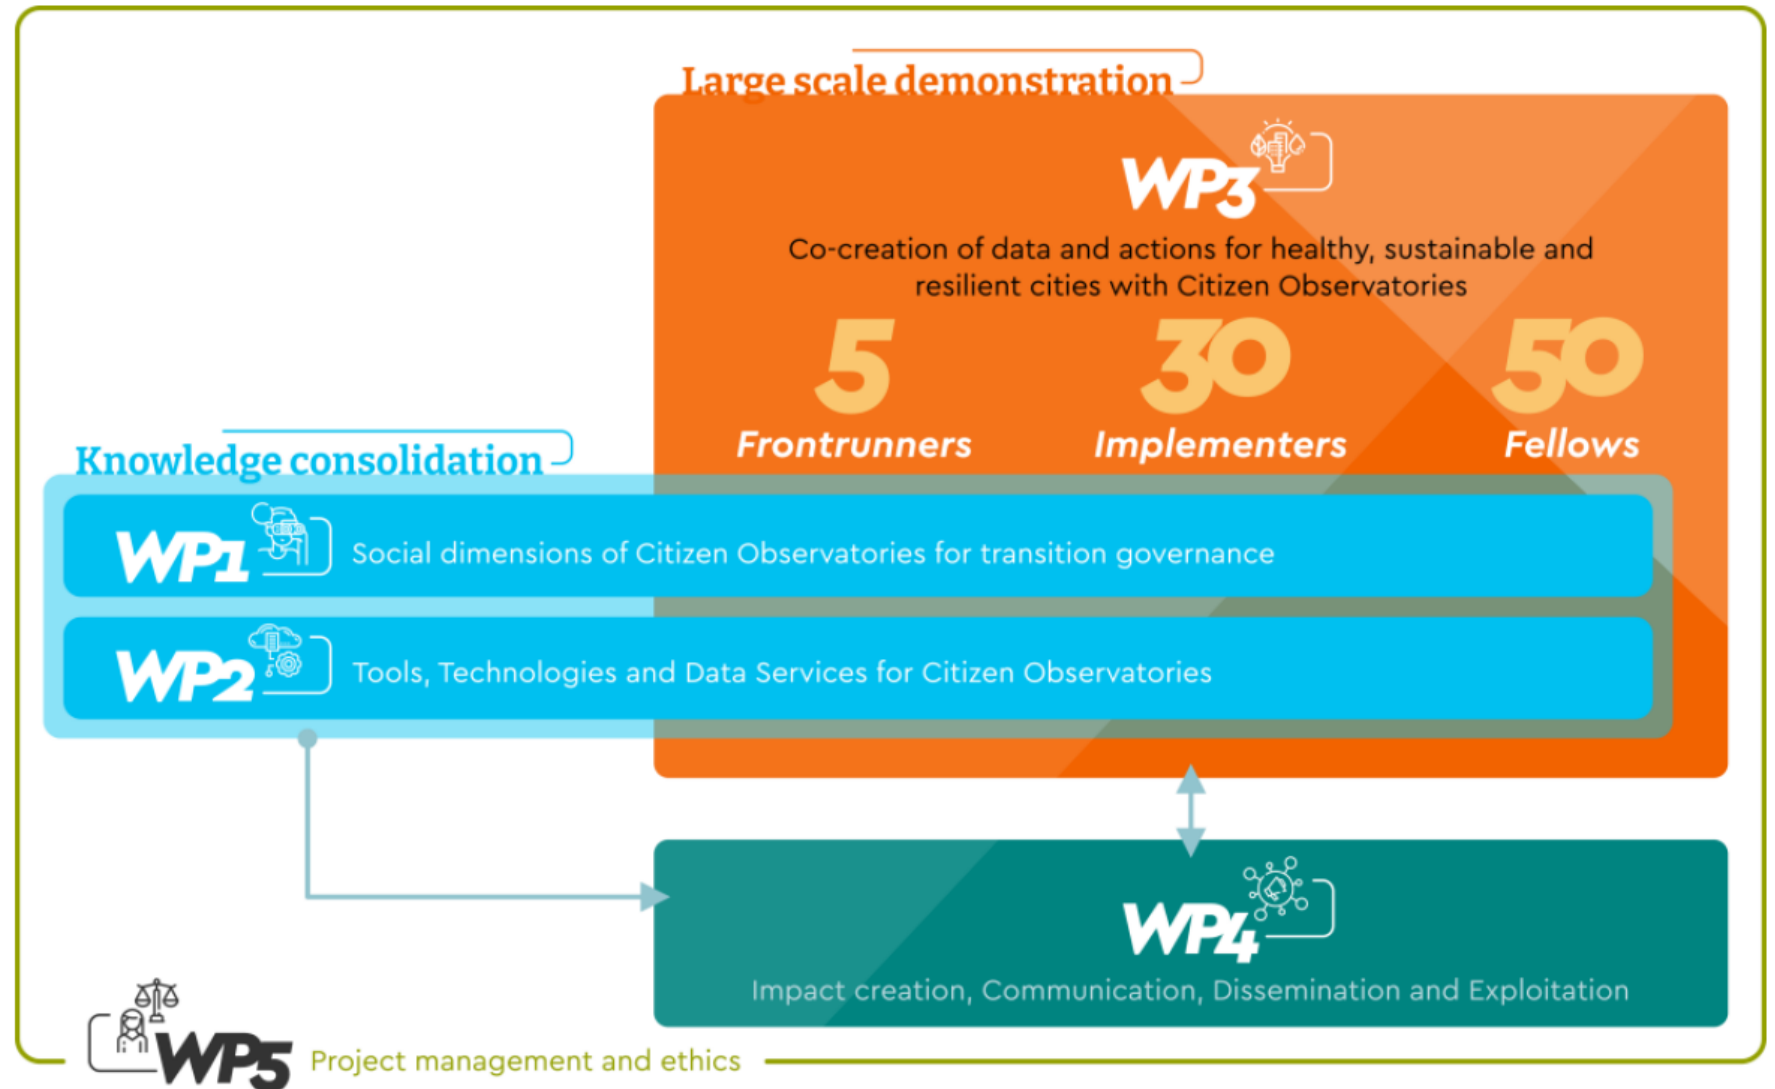 Large scale demonstration
WP3
Co-creation of data and actions for healthy, sustainable and
resilient cities with Citizen Observatories
5 30 50
Frontrunners Implementers Fellows
Knowledge consolidation
WP1 Social dimensions of Citizen Observatories for transition governance
WP2 Tools, Technologies and Data Services for Citizen Observatories
WP4
Impact creation, Communication, Dissemination and Exploitation
WP5 Project management and ethics